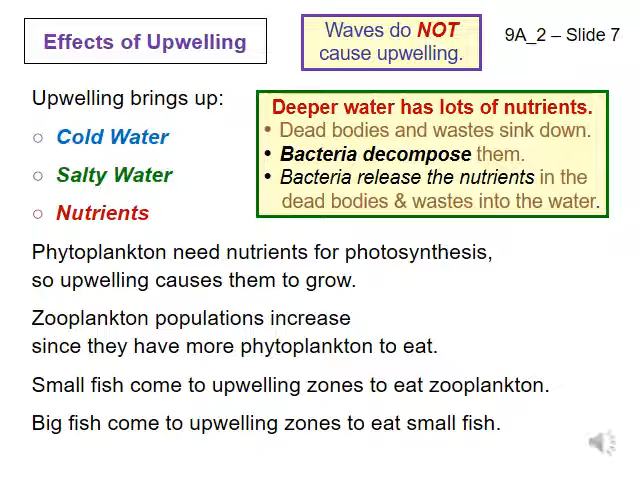 Effects of Upwelling
Waves do NOT
cause upwelling.
9A_2 – Slide 7
Upwelling brings up:
○ Cold Water
○ Salty Water
○ Nutrients
Deeper water has lots of nutrients.
• Dead bodies and wastes sink down.
• Bacteria decompose them.
• Bacteria release the nutrients in the
dead bodies & wastes into the water.
Phytoplankton need nutrients for photosynthesis,
so upwelling causes them to grow.
Zooplankton populations increase
since they have more phytoplankton to eat.
Small fish come to upwelling zones to eat zooplankton.
Big fish come to upwelling zones to eat small fish.